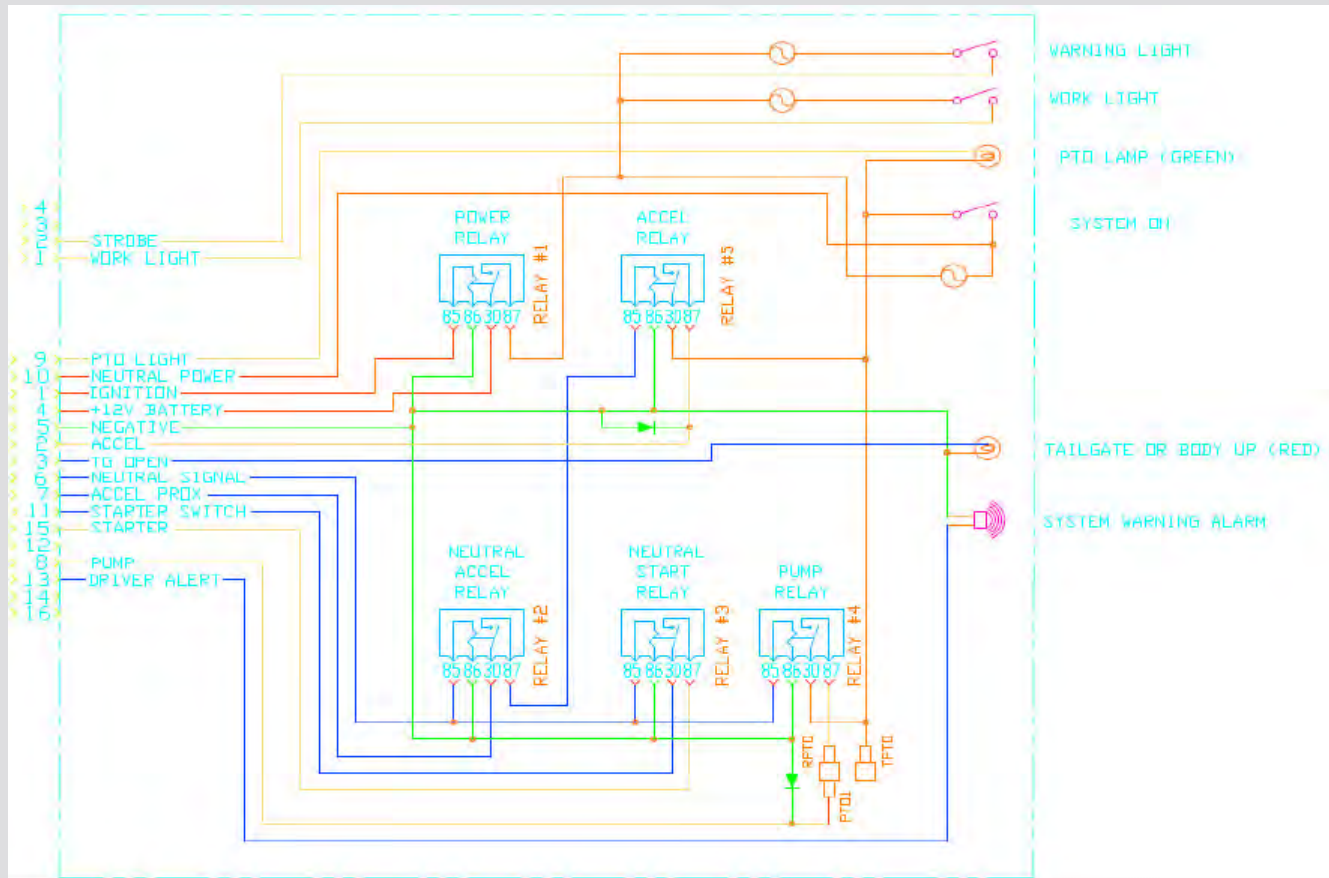 WARNING LIGHT
WORK LIGHT
PTO LAMP (GREEN)
SYSTEM ON
4
3
2 STROBE
1 WORK LIGHT
POWER
RELAY
RELAY #1
85 86 30 87
ACCEL
RELAY
RELAY #5
85 86 30 87
9 PTO LIGHT
10 NEUTRAL POWER
1 IGNITION
4 +12V BATTERY
5 NEGATIVE
2 ACCEL
3 TG OPEN
6 NEUTRAL SIGNAL
7 ACCEL PROX
11 STARTER SWITCH
15 STARTER
12
8 PUMP
13 DRIVER ALERT
14
16
TAILGATE OR BODY UP (RED)
SYSTEM WARNING ALARM
NEUTRAL
ACCEL
RELAY
RELAY #2
85 86 30 87
NEUTRAL
START
RELAY
RELAY #3
85 86 30 87
PUMP
RELAY
RELAY #4
85 86 30 87
RPTO
PTO1
TPTO